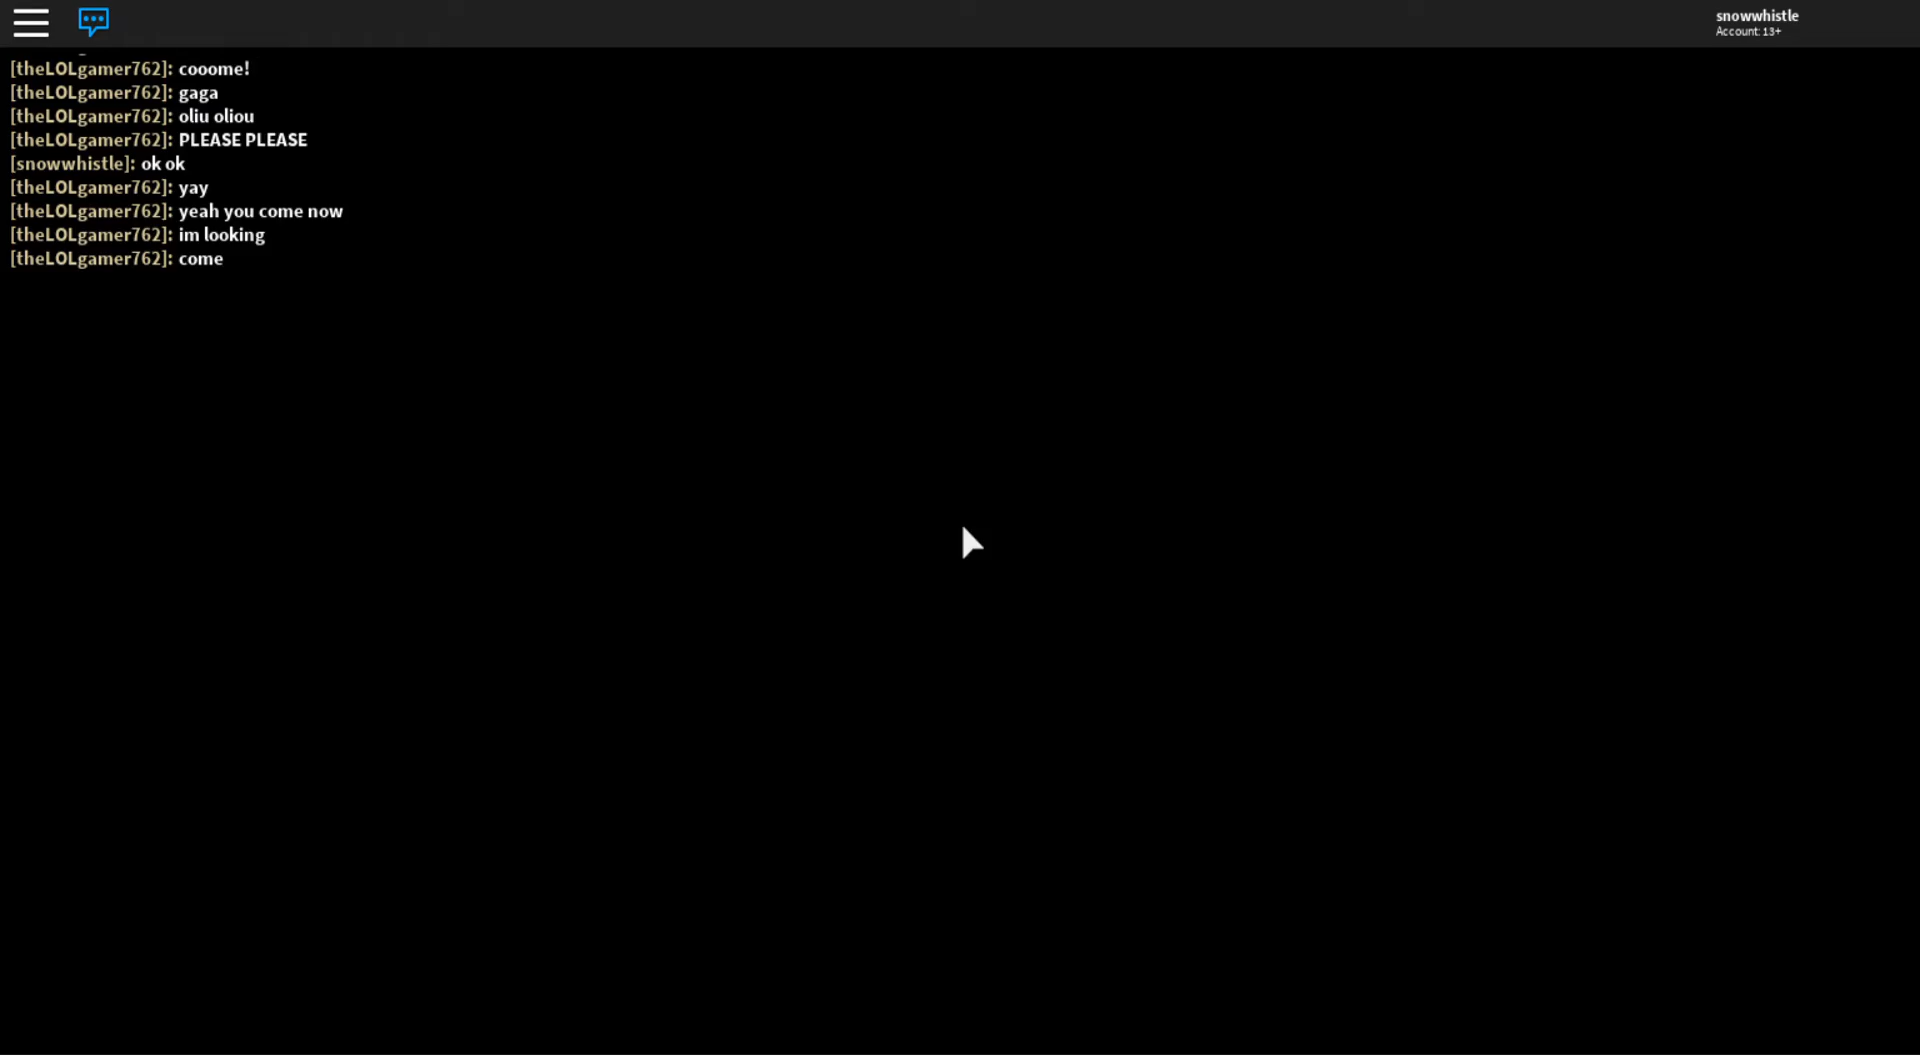 snowwhistle
Account: 13+
[theLOLgamer762]: cooome!
[theLOLgamer762]: gaga
[theLOLgamer762]: oliu oliou
[theLOLgamer762]: PLEASE PLEASE
[snowwhistle]: ok ok
[theLOLgamer762]: yay
[theLOLgamer762]: yeah you come now
[theLOLgamer762]: im looking
[theLOLgamer762]: come